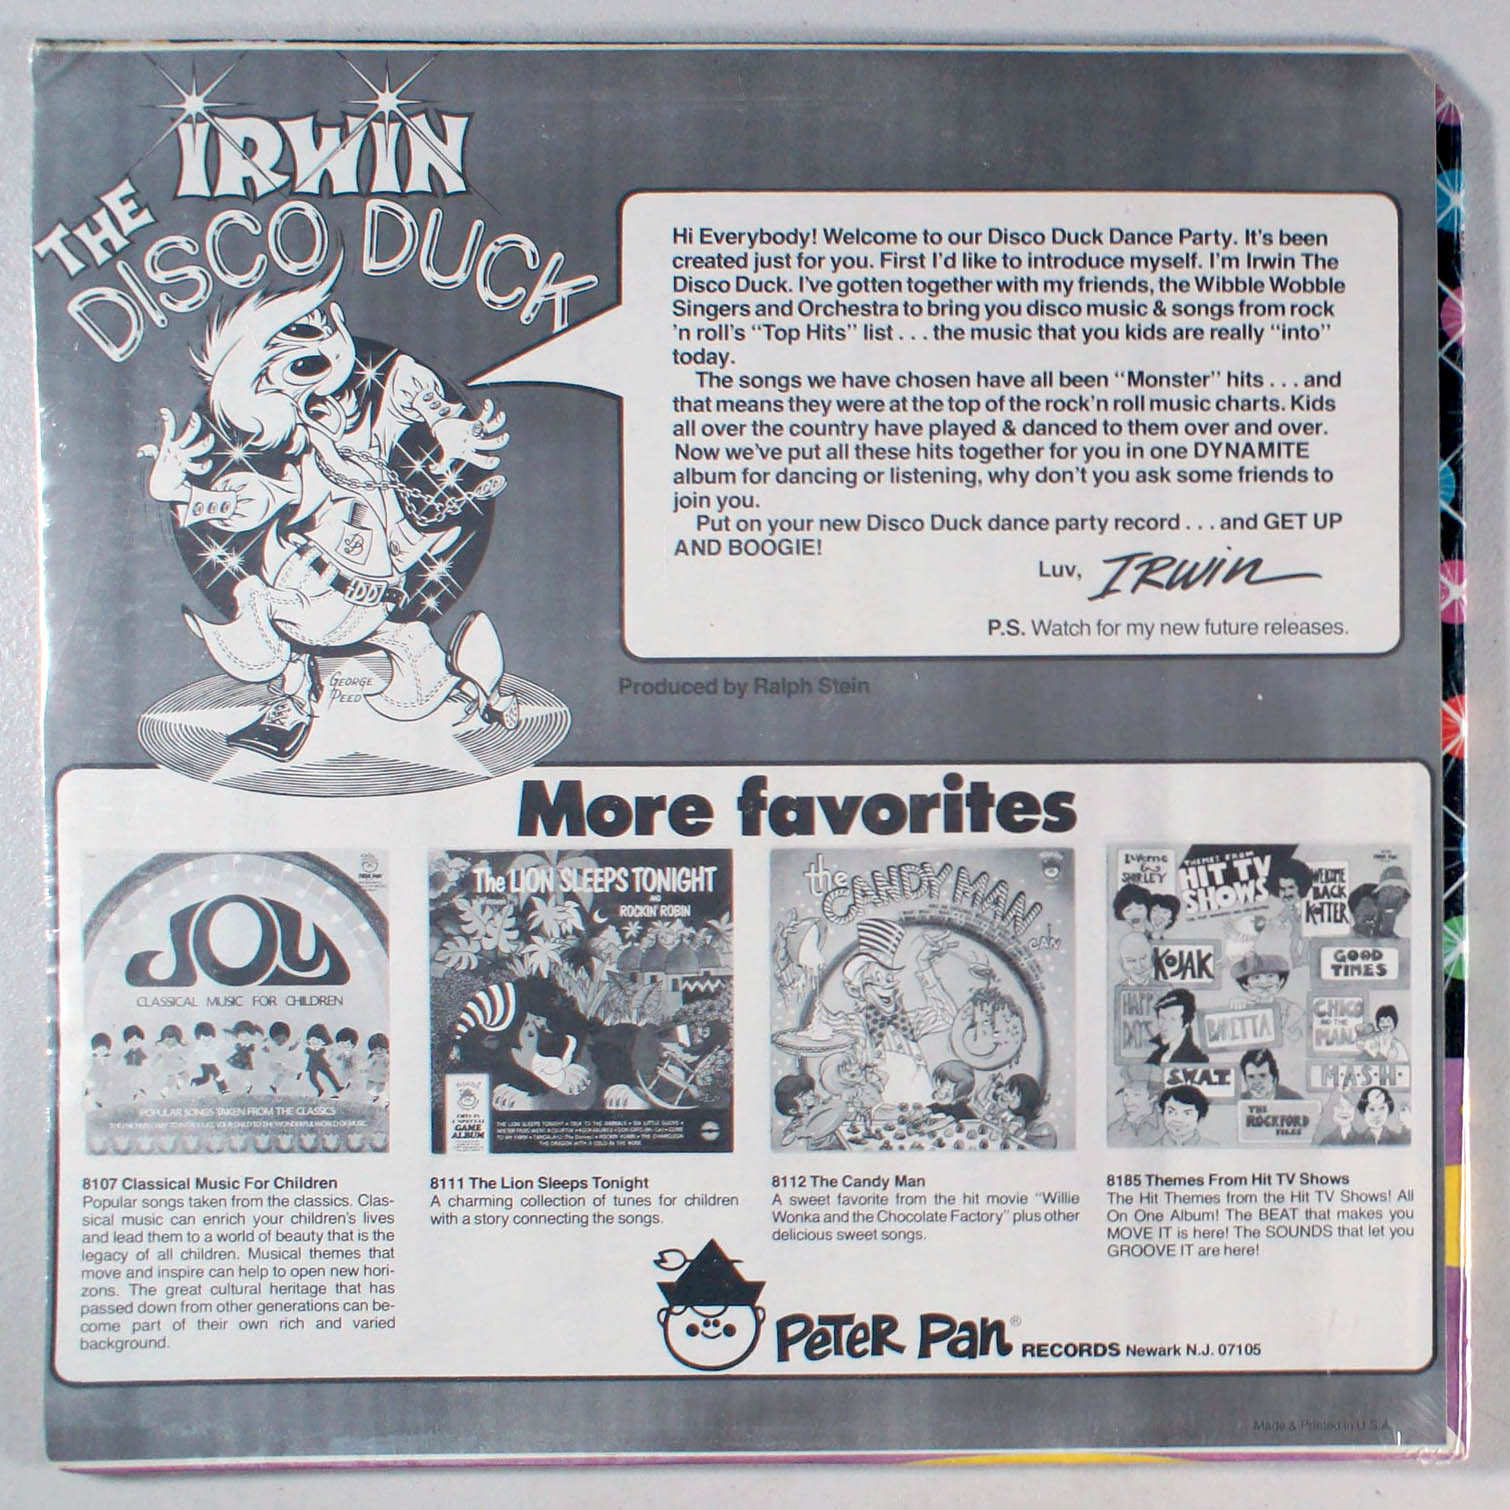 THE IRWIN
DISCO DUCK
Hi Everybody! Welcome to our Disco Duck Dance Party. It's been
created just for you. First I'd like to introduce myself. I'm Irwin The
Disco Duck. I've gotten together with my friends, the Wibble Wobble
Singers and Orchestra to bring you disco music & songs from rock
'n roll's "Top Hits" list . . . the music that you kids are really "into"
today.
The songs we have chosen have all been "Monster" hits . . . and
that means they were at the top of the rock'n roll music charts. Kids
all over the country have played & danced to them over and over.
Now we've put all these hits together for you in one DYNAMITE
album for dancing or listening, why don't you ask some friends to
join you.
Put on your new Disco Duck dance party record . . . and GET UP
AND BOOGIE!
Luv, IRWIN
P.S. Watch for my new future releases.
GEORGE
PEED
Produced by Ralph Stein
More favorites
JOY
CLASSICAL MUSIC FOR CHILDREN
POPULAR SONGS TAKEN FROM THE CLASSICS
8107 Classical Music For Children
Popular songs taken from the classics. Clas-
sical music can enrich your children's lives
and lead them to a world of beauty that is the
legacy of all children. Musical themes that
move and inspire can help to open new hori-
zons. The great cultural heritage that has
passed down from other generations can be-
come part of their own rich and varied
background.
The LION SLEEPS TONIGHT
AND
ROCKIN' ROBIN
GAME
ALBUM
8111 The Lion Sleeps Tonight
A charming collection of tunes for children
with a story connecting the songs.
the CANDY MAN
CAN
8112 The Candy Man
A sweet favorite from the hit movie "Willie
Wonka and the Chocolate Factory" plus other
delicious sweet songs.
THEMES FROM
HIT TV
SHOWS
LaVerne
&
SHIRLEY
WELCOME
BACK
KOTTER
KOJAK
GOOD
TIMES
HAPPY
DAYS
BARETTA
CHICO
AND THE
MAN
S.W.A.T.
M*A*S*H*
THE
ROCKFORD
FILES
8185 Themes From Hit TV Shows
The Hit Themes from the Hit TV Shows! All
On One Album! The BEAT that makes you
MOVE IT is here! The SOUNDS that let you
GROOVE IT are here!
PETER Pan® RECORDS Newark N.J. 07105
Made & Printed in U.S.A.